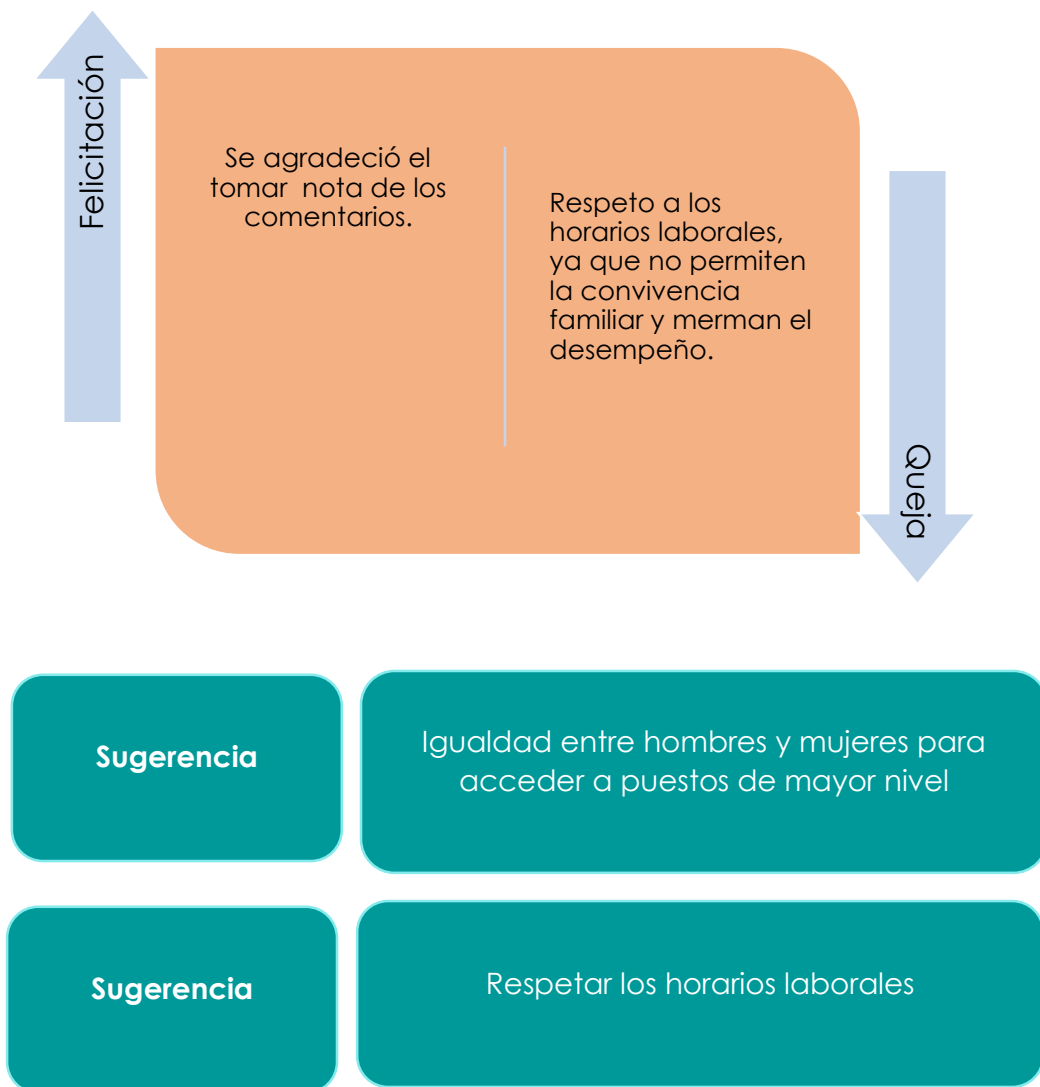 Felicitación
Se agradeció el
tomar  nota de los
comentarios.
Respeto a los
horarios laborales,
ya que no permiten
la convivencia
familiar y merman el
desempeño.
Queja
Sugerencia
Igualdad entre hombres y mujeres para
acceder a puestos de mayor nivel
Sugerencia
Respetar los horarios laborales